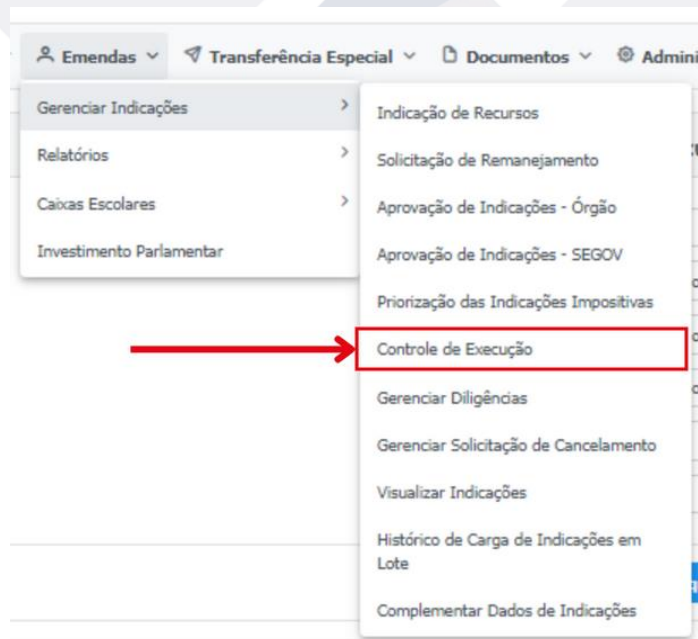 Emendas
Transferência Especial
Documentos
Gerenciar Indicações
Relatórios
Caixas Escolares
Investimento Parlamentar
Indicação de Recursos
Solicitação de Remanejamento
Aprovação de Indicações - Órgão
Aprovação de Indicações - SEGOV
Priorização das Indicações Impositivas
Controle de Execução
Gerenciar Diligências
Gerenciar Solicitação de Cancelamento
Visualizar Indicações
Histórico de Carga de Indicações em
Lote
Complementar Dados de Indicações